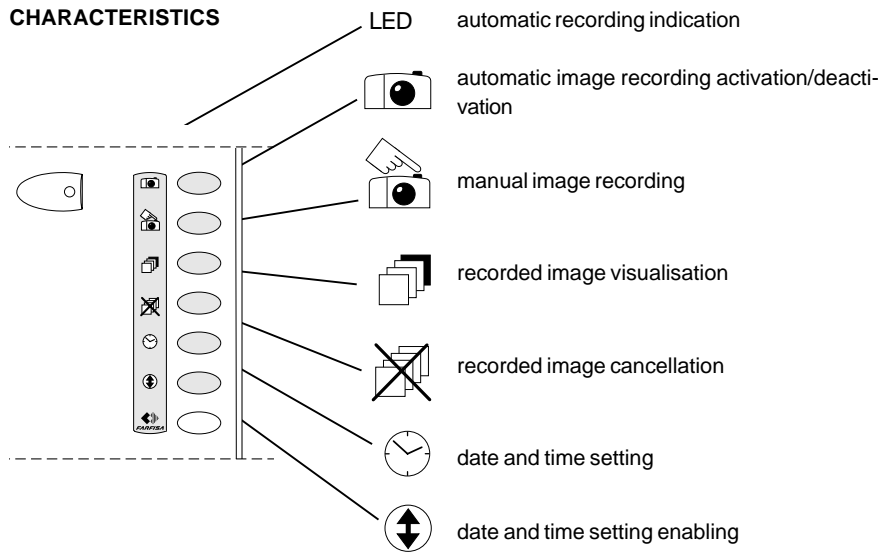 CHARACTERISTICS
LED automatic recording indication
automatic image recording activation/deacti-
vation
manual image recording
recorded image visualisation
recorded image cancellation
date and time setting
date and time setting enabling
FARFISA